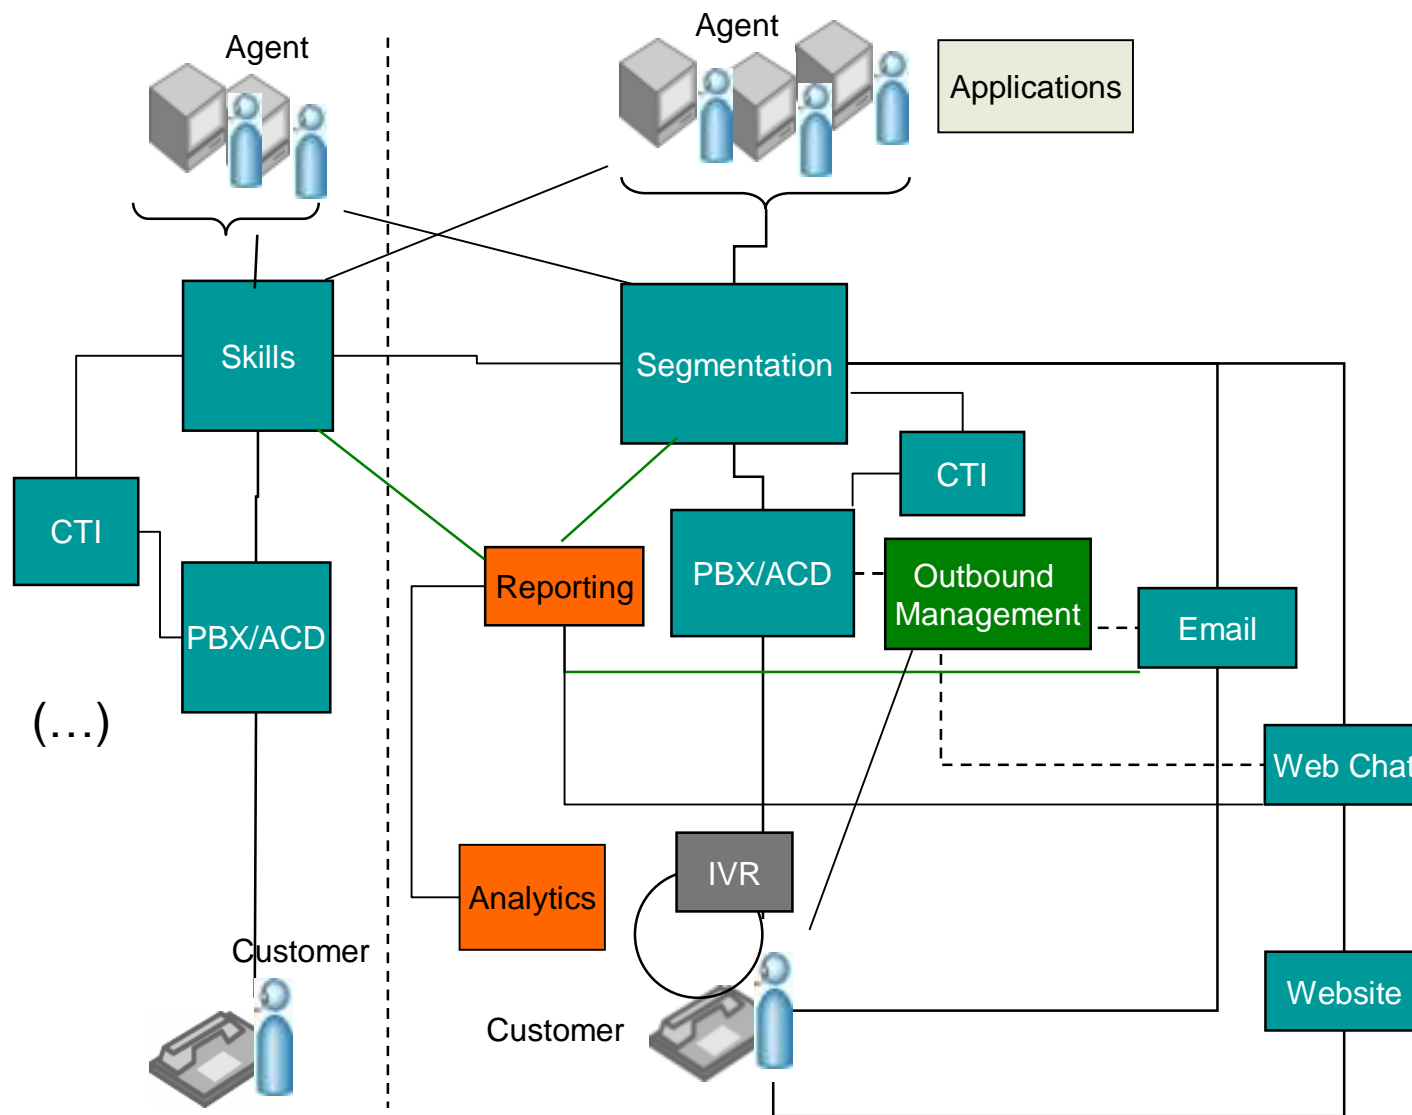 Agent
Agent
Applications
Skills
Segmentation
CTI
CTI
Reporting
PBX/ACD
Outbound
Management
PBX/ACD
Email
(...)
Web Chat
IVR
Analytics
Customer
Customer
Website